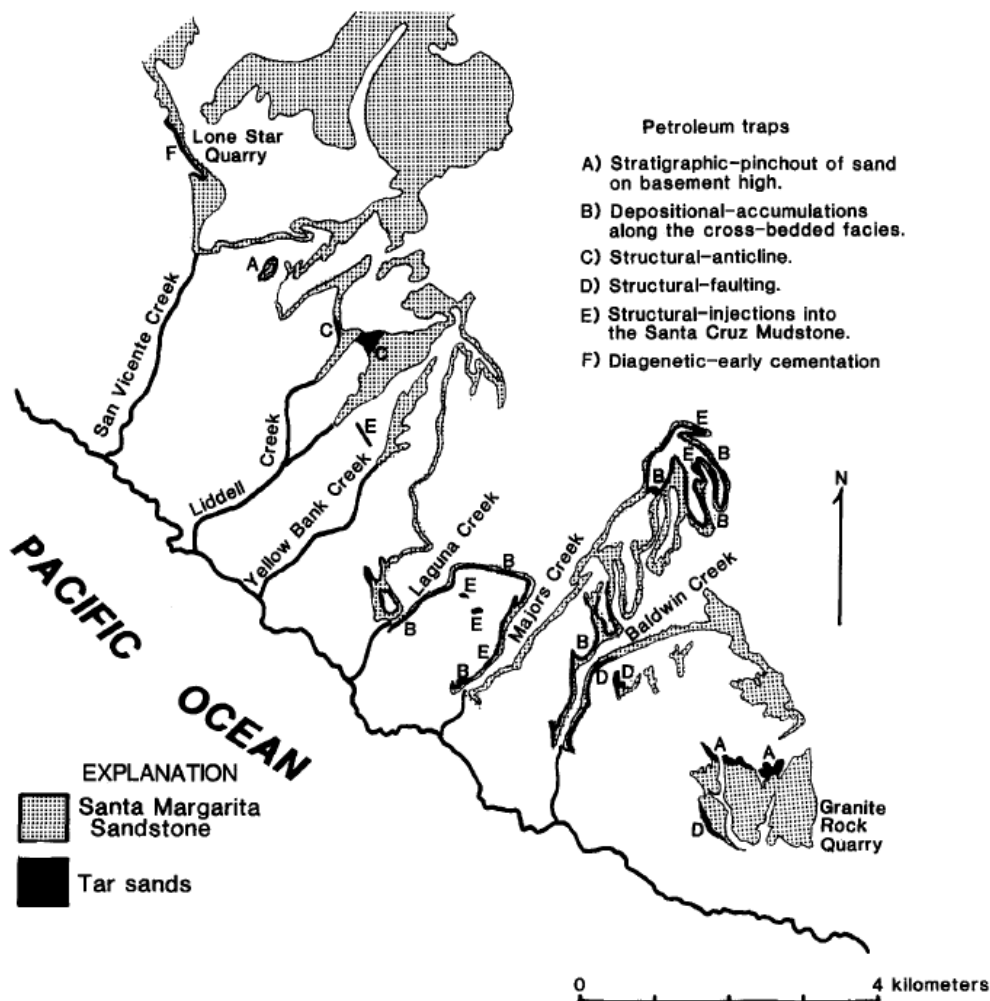 Petroleum traps
A) Stratigraphic-pinchout of sand
on basement high.
B) Depositional-accumulations
along the cross-bedded facies.
C) Structural-anticline.
D) Structural-faulting.
E) Structural-injections into
the Santa Cruz Mudstone.
F) Diagenetic-early cementation
Lone Star
Quarry
F
A
San Vicente Creek
C
C
Liddell
Creek
E
Yellow Bank Creek
Laguna Creek
B
B
E
E
E
B
Majors Creek
E
E
B
B
B
B
Baldwin Creek
D
D
N
A
A
D
Granite
Rock
Quarry
PACIFIC
OCEAN
EXPLANATION
Santa Margarita
Sandstone
Tar sands
0
4 kilometers